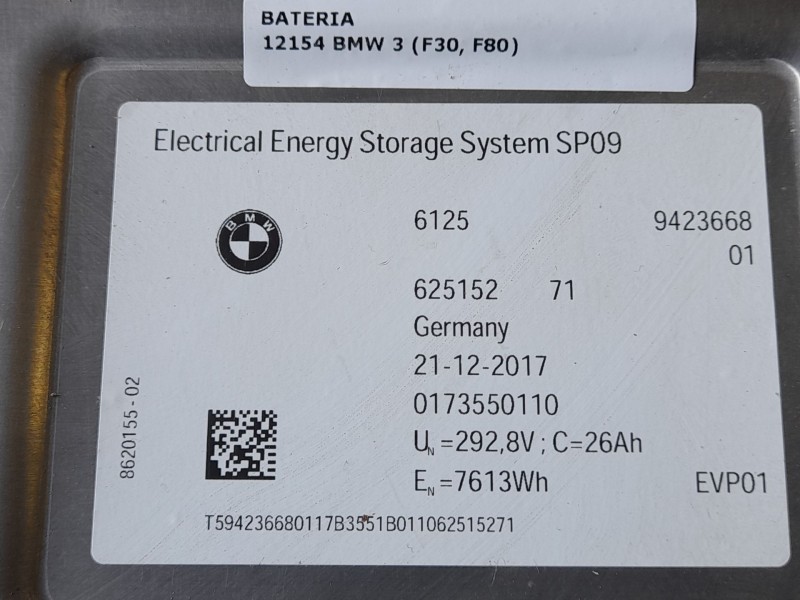 BATERIA
12154 BMW 3 (F30, F80)
Electrical Energy Storage System SP09
BMW
6125 9423668
01
625152 71
Germany
21-12-2017
0173550110
UN =292,8V ; C=26Ah
EN =7613Wh EVP01
8620155-02
T594236680117B3551B011062515271